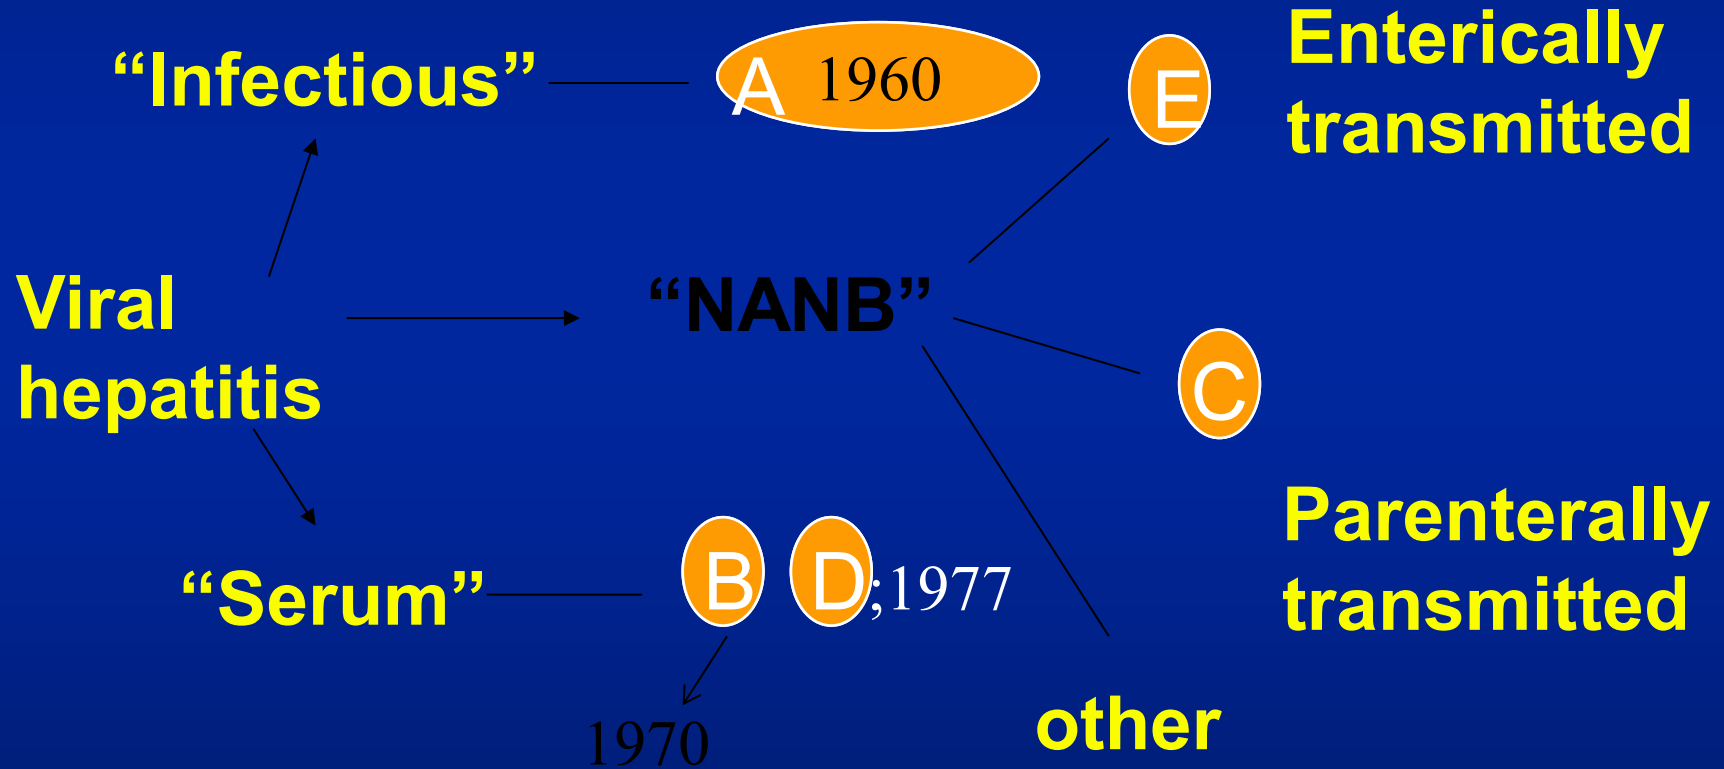 “Infectious”
A 1960
E
Enterically
transmitted
Viral
hepatitis
“NANB”
C
“Serum”
B D;1977
Parenterally
transmitted
1970
other